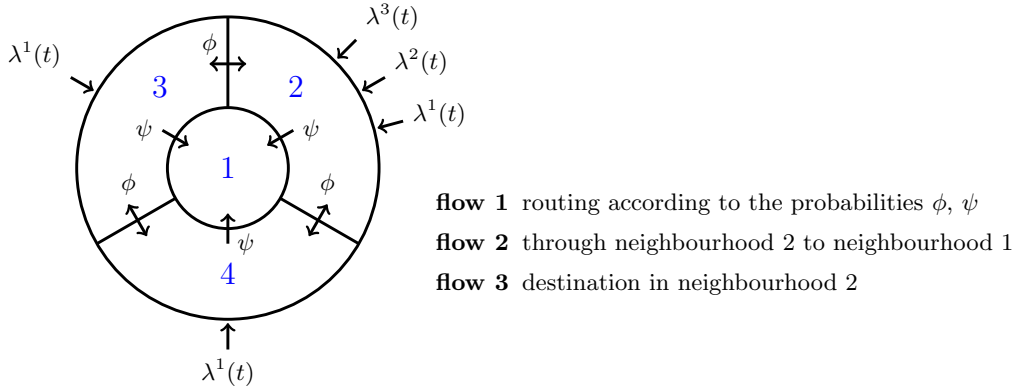 λ³(t)
λ¹(t)
ϕ
λ²(t)
3
2
λ¹(t)
ψ
ψ
1
ϕ
ϕ
flow 1 routing according to the probabilities ϕ, ψ
ψ
flow 2 through neighbourhood 2 to neighbourhood 1
4
flow 3 destination in neighbourhood 2
λ¹(t)